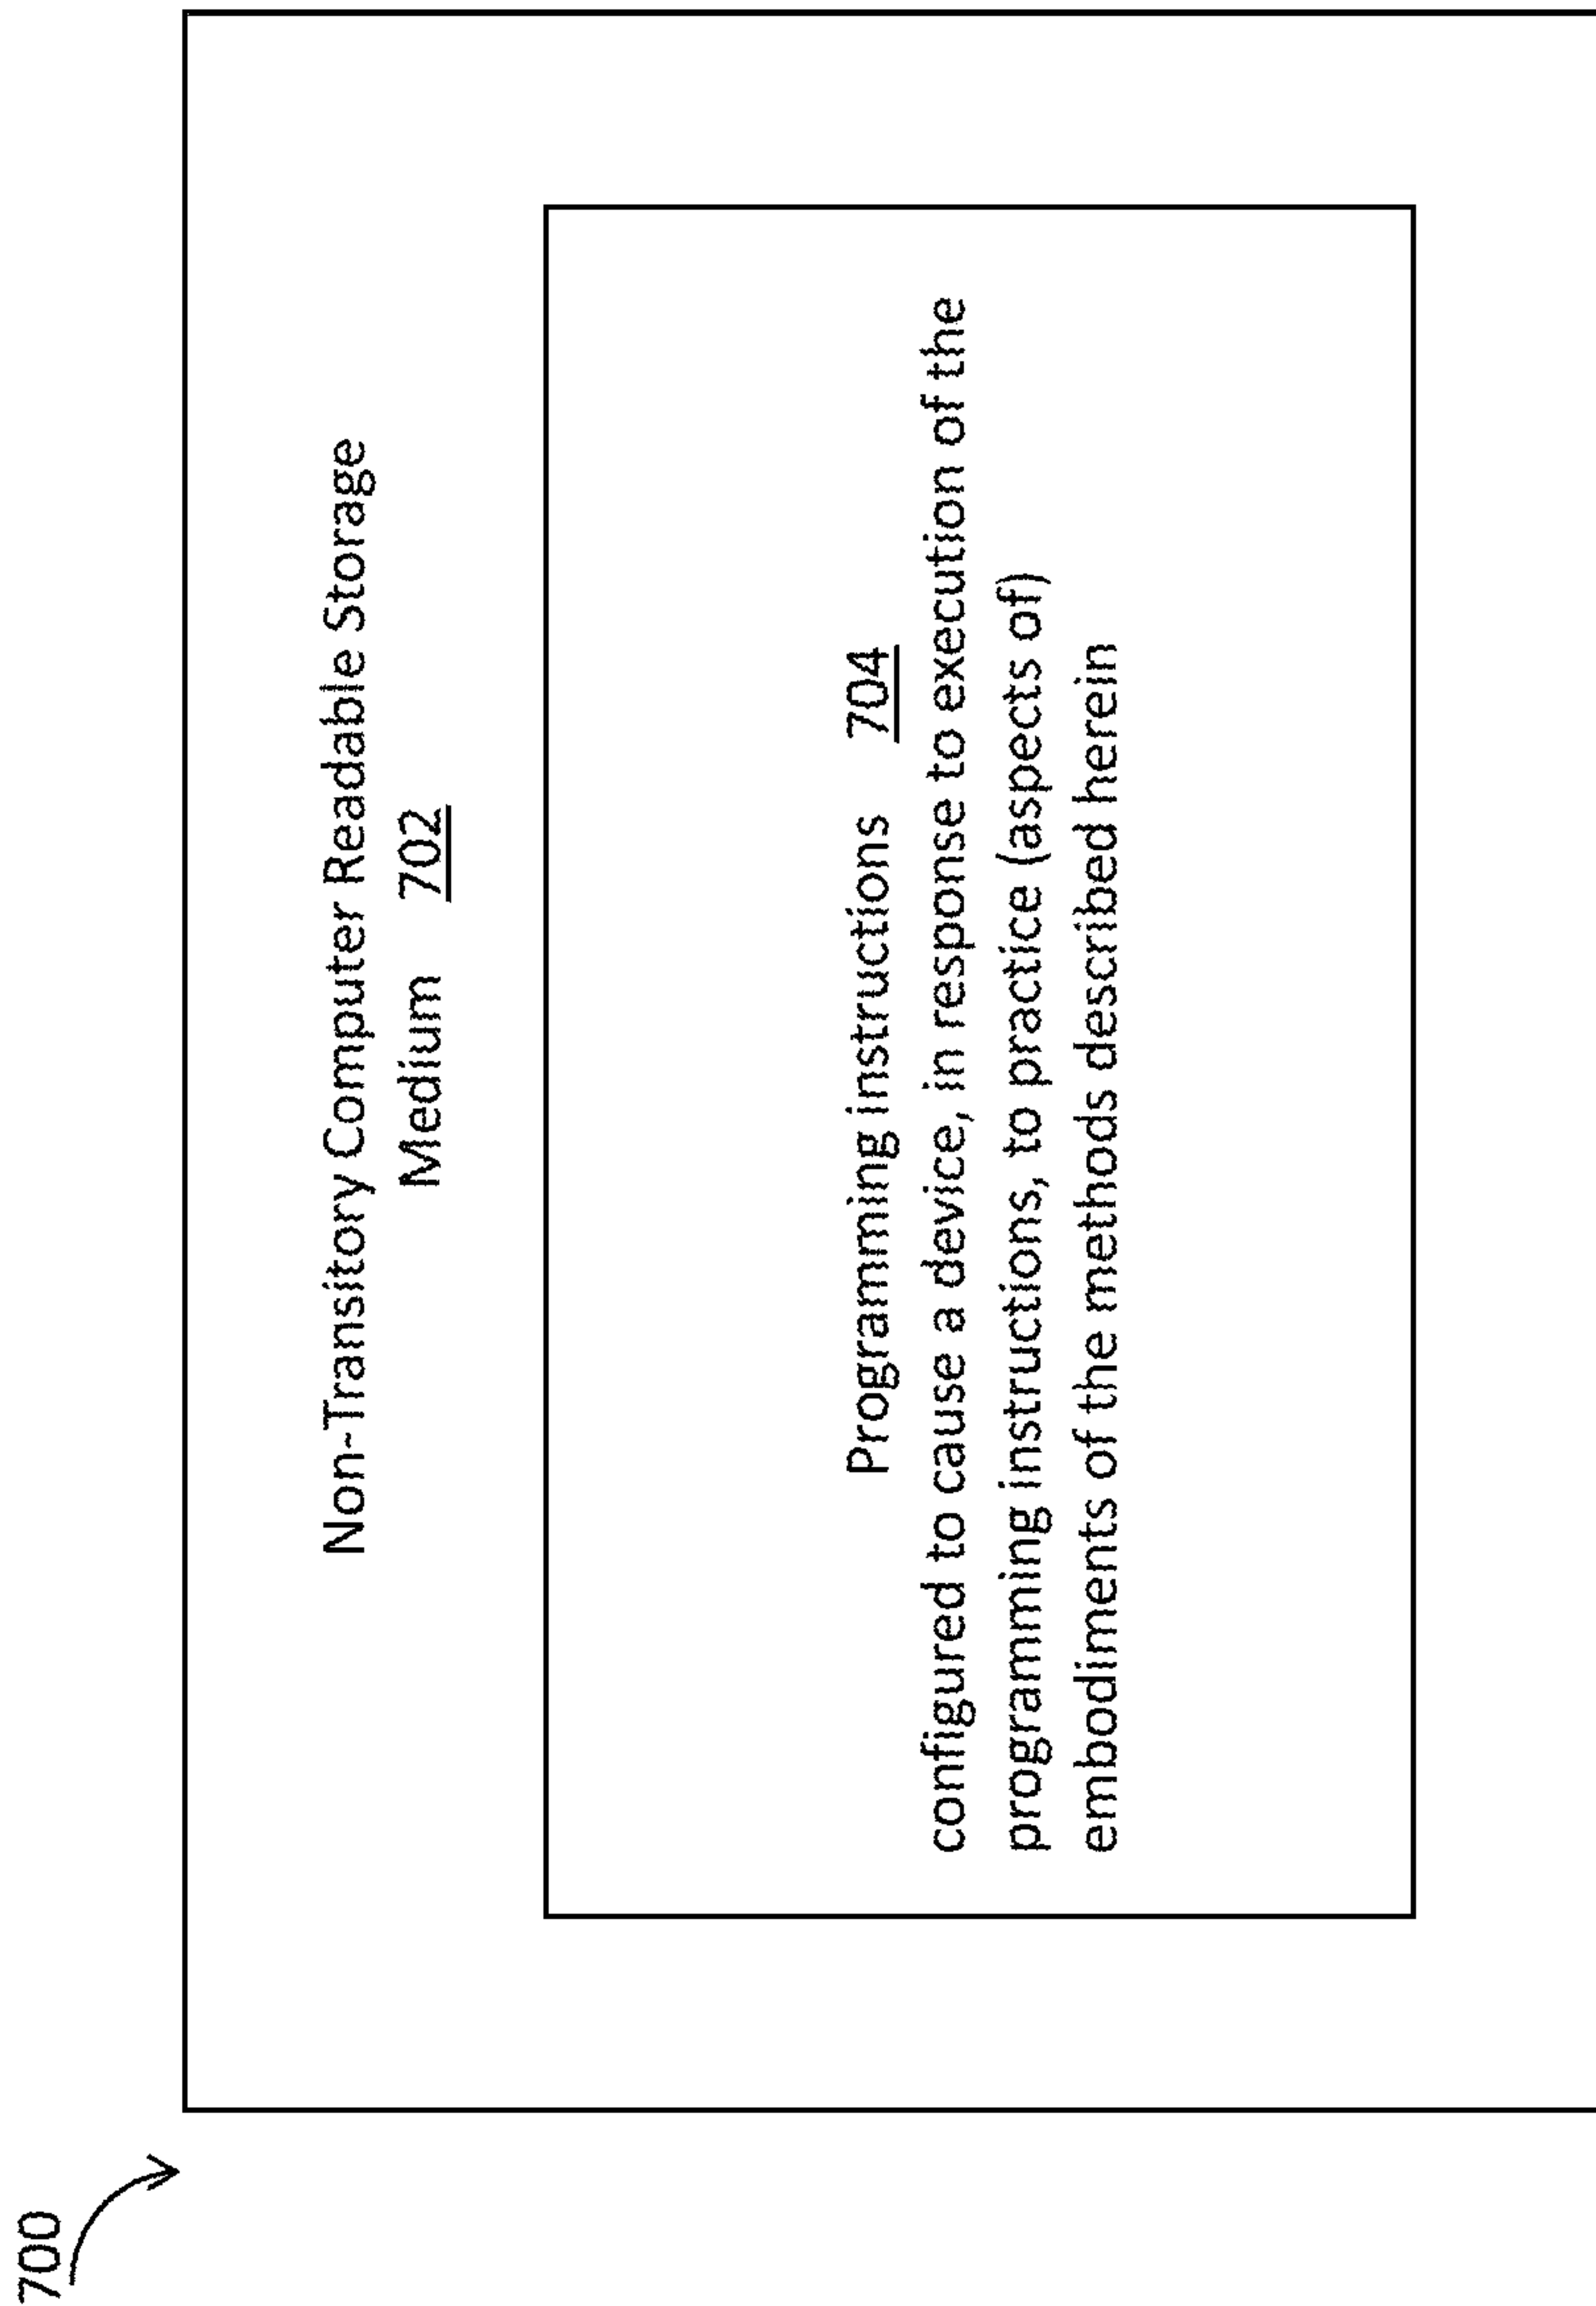 700
Non-Transitory Computer Readable Storage
Medium 702
Programming instructions 704
configured to cause a device, in response to execution of the
programming instructions, to practice (aspects of)
embodiments of the methods described herein